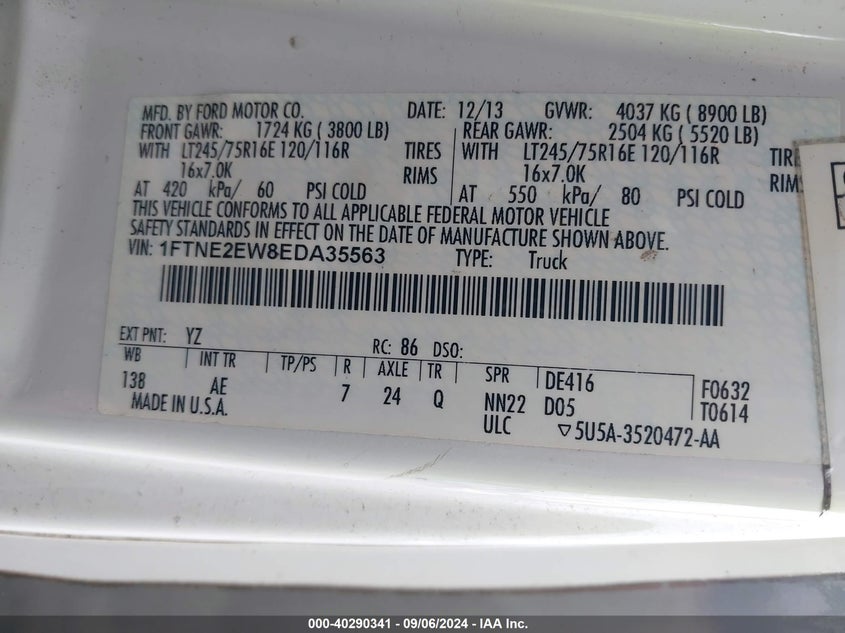 MFD. BY FORD MOTOR CO. DATE: 12/13 GVWR: 4037 KG ( 8900 LB)
FRONT GAWR: 1724 KG ( 3800 LB) REAR GAWR: 2504 KG ( 5520 LB)
WITH LT245/75R16E 120/116R TIRES WITH LT245/75R16E 120/116R TIRES
16x7.0K RIMS 16x7.0K RIMS
AT 420 kPa/ 60 PSI COLD AT 550 kPa/ 80 PSI COLD
THIS VEHICLE CONFORMS TO ALL APPLICABLE FEDERAL MOTOR VEHICLE
SAFETY STANDARDS IN EFFECT ON THE DATE OF MANUFACTURE SHOWN ABOVE.
VIN: 1FTNE2EW8EDA35563 TYPE: Truck
EXT PNT: YZ RC: 86 DSO:
WB INT TR TP/PS R AXLE TR SPR DE416 F0632
138 AE 7 24 Q NN22 D05 T0614
MADE IN U.S.A. ULC ▽5U5A-3520472-AA
000-40290341 - 09/06/2024 - IAA Inc.